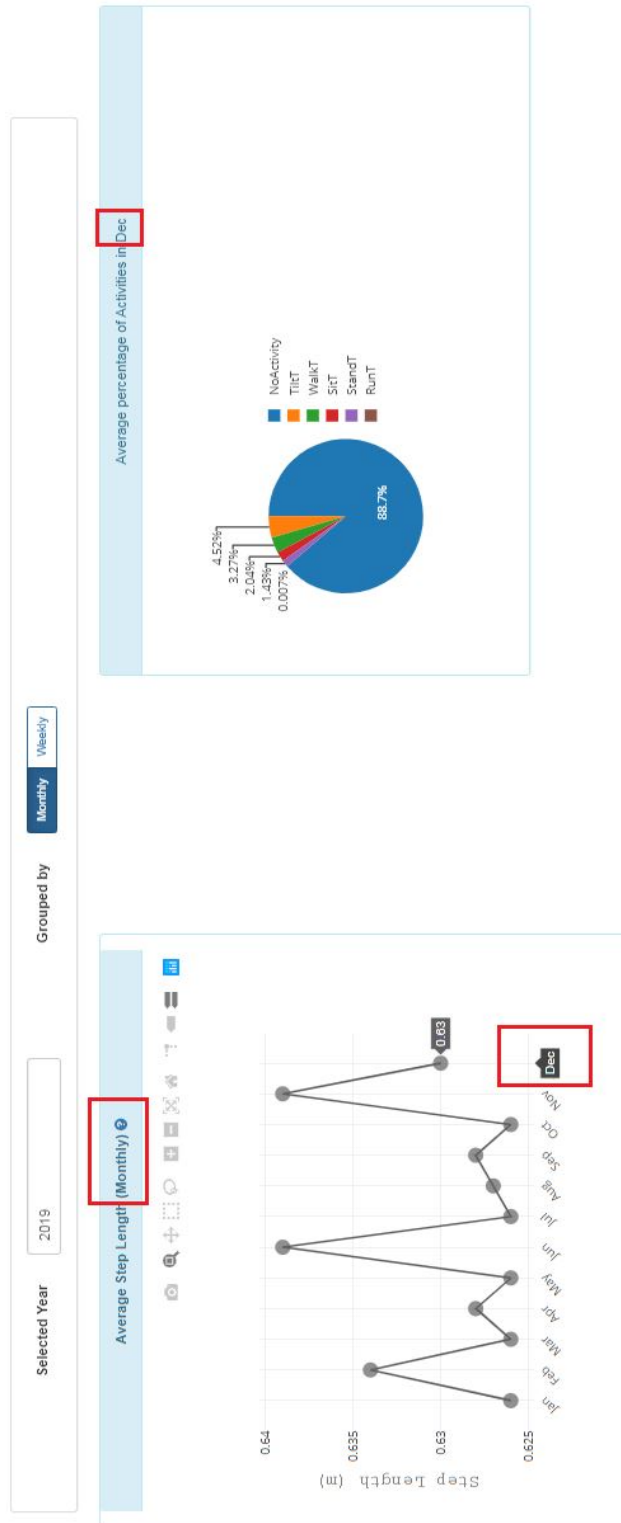 Selected Year
2019
Grouped by
Monthly
Weekly
Average Step Length (Monthly)
?
0.64
0.635
0.63
0.625
Step Length (m)
Jan
Feb
Mar
Apr
May
Jun
Jul
Aug
Sep
Oct
Nov
Dec
0.63
Average percentage of Activities in Dec
4.52%
3.27%
2.04%
1.43%
0.007%
88.7%
NoActivity
TiltT
WalkT
SitT
StandT
RunT